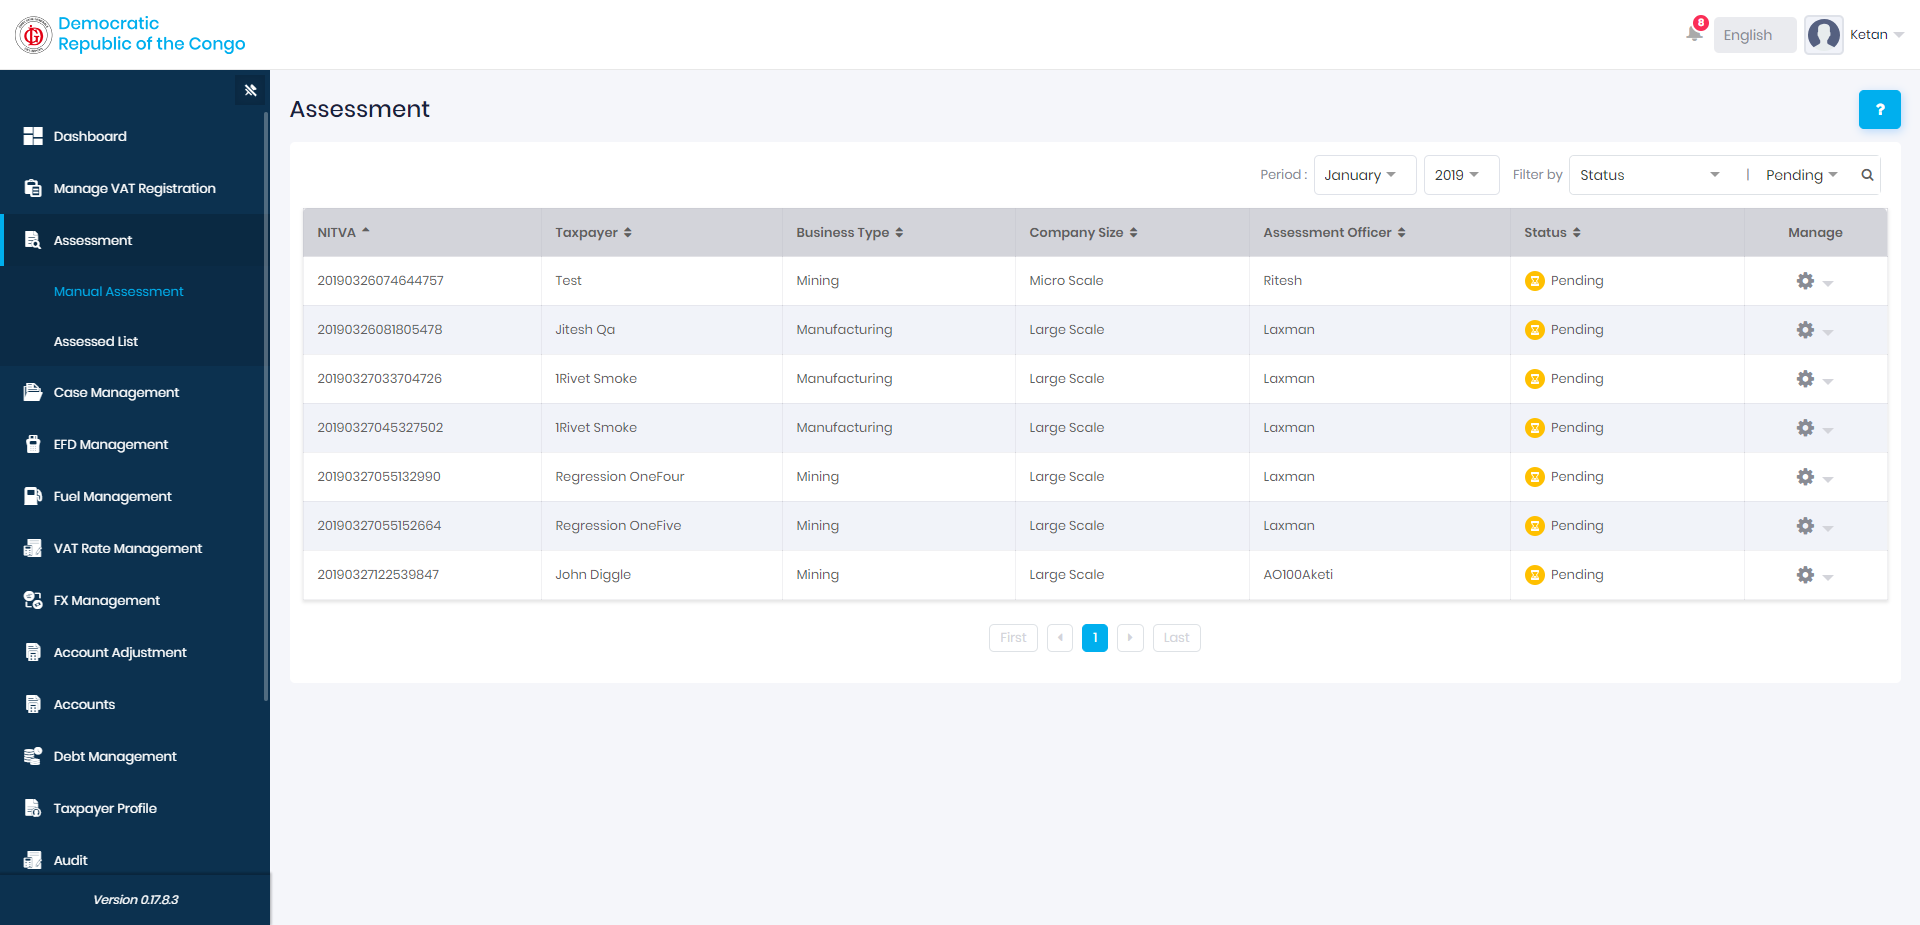 Democratic
Republic of the Congo
8
English
Ketan
Dashboard
Manage VAT Registration
Assessment
Manual Assessment
Assessed List
Case Management
EFD Management
Fuel Management
VAT Rate Management
FX Management
Account Adjustment
Accounts
Debt Management
Taxpayer Profile
Audit
Version 0.17.8.3
Assessment
?
Period : January 2019 Filter by Status | Pending
NITVA Taxpayer Business Type Company Size Assessment Officer Status Manage
20190326074644757 Test Mining Micro Scale Ritesh Pending
20190326081805478 Jitesh Qa Manufacturing Large Scale Laxman Pending
20190327033704726 1Rivet Smoke Manufacturing Large Scale Laxman Pending
20190327045327502 1Rivet Smoke Manufacturing Large Scale Laxman Pending
20190327055132990 Regression OneFour Mining Large Scale Laxman Pending
20190327055152664 Regression OneFive Mining Large Scale Laxman Pending
20190327122539847 John Diggle Mining Large Scale AO100Aketi Pending
First 1 Last